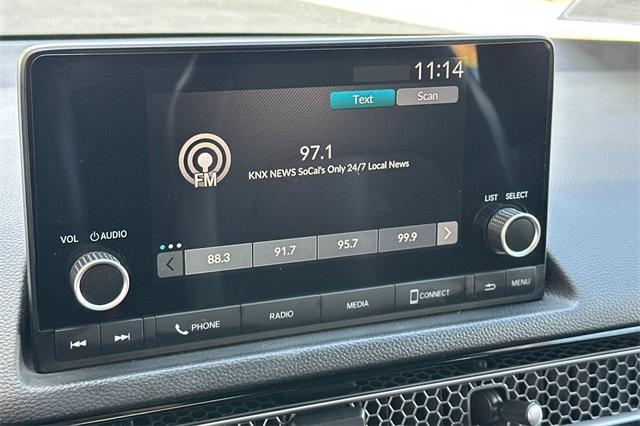 11:14
Text
Scan
97.1
FM
KNX NEWS SoCal's Only 24/7 Local News
LIST SELECT
VOL AUDIO
88.3 91.7 95.7 99.9
PHONE RADIO MEDIA CONNECT MENU